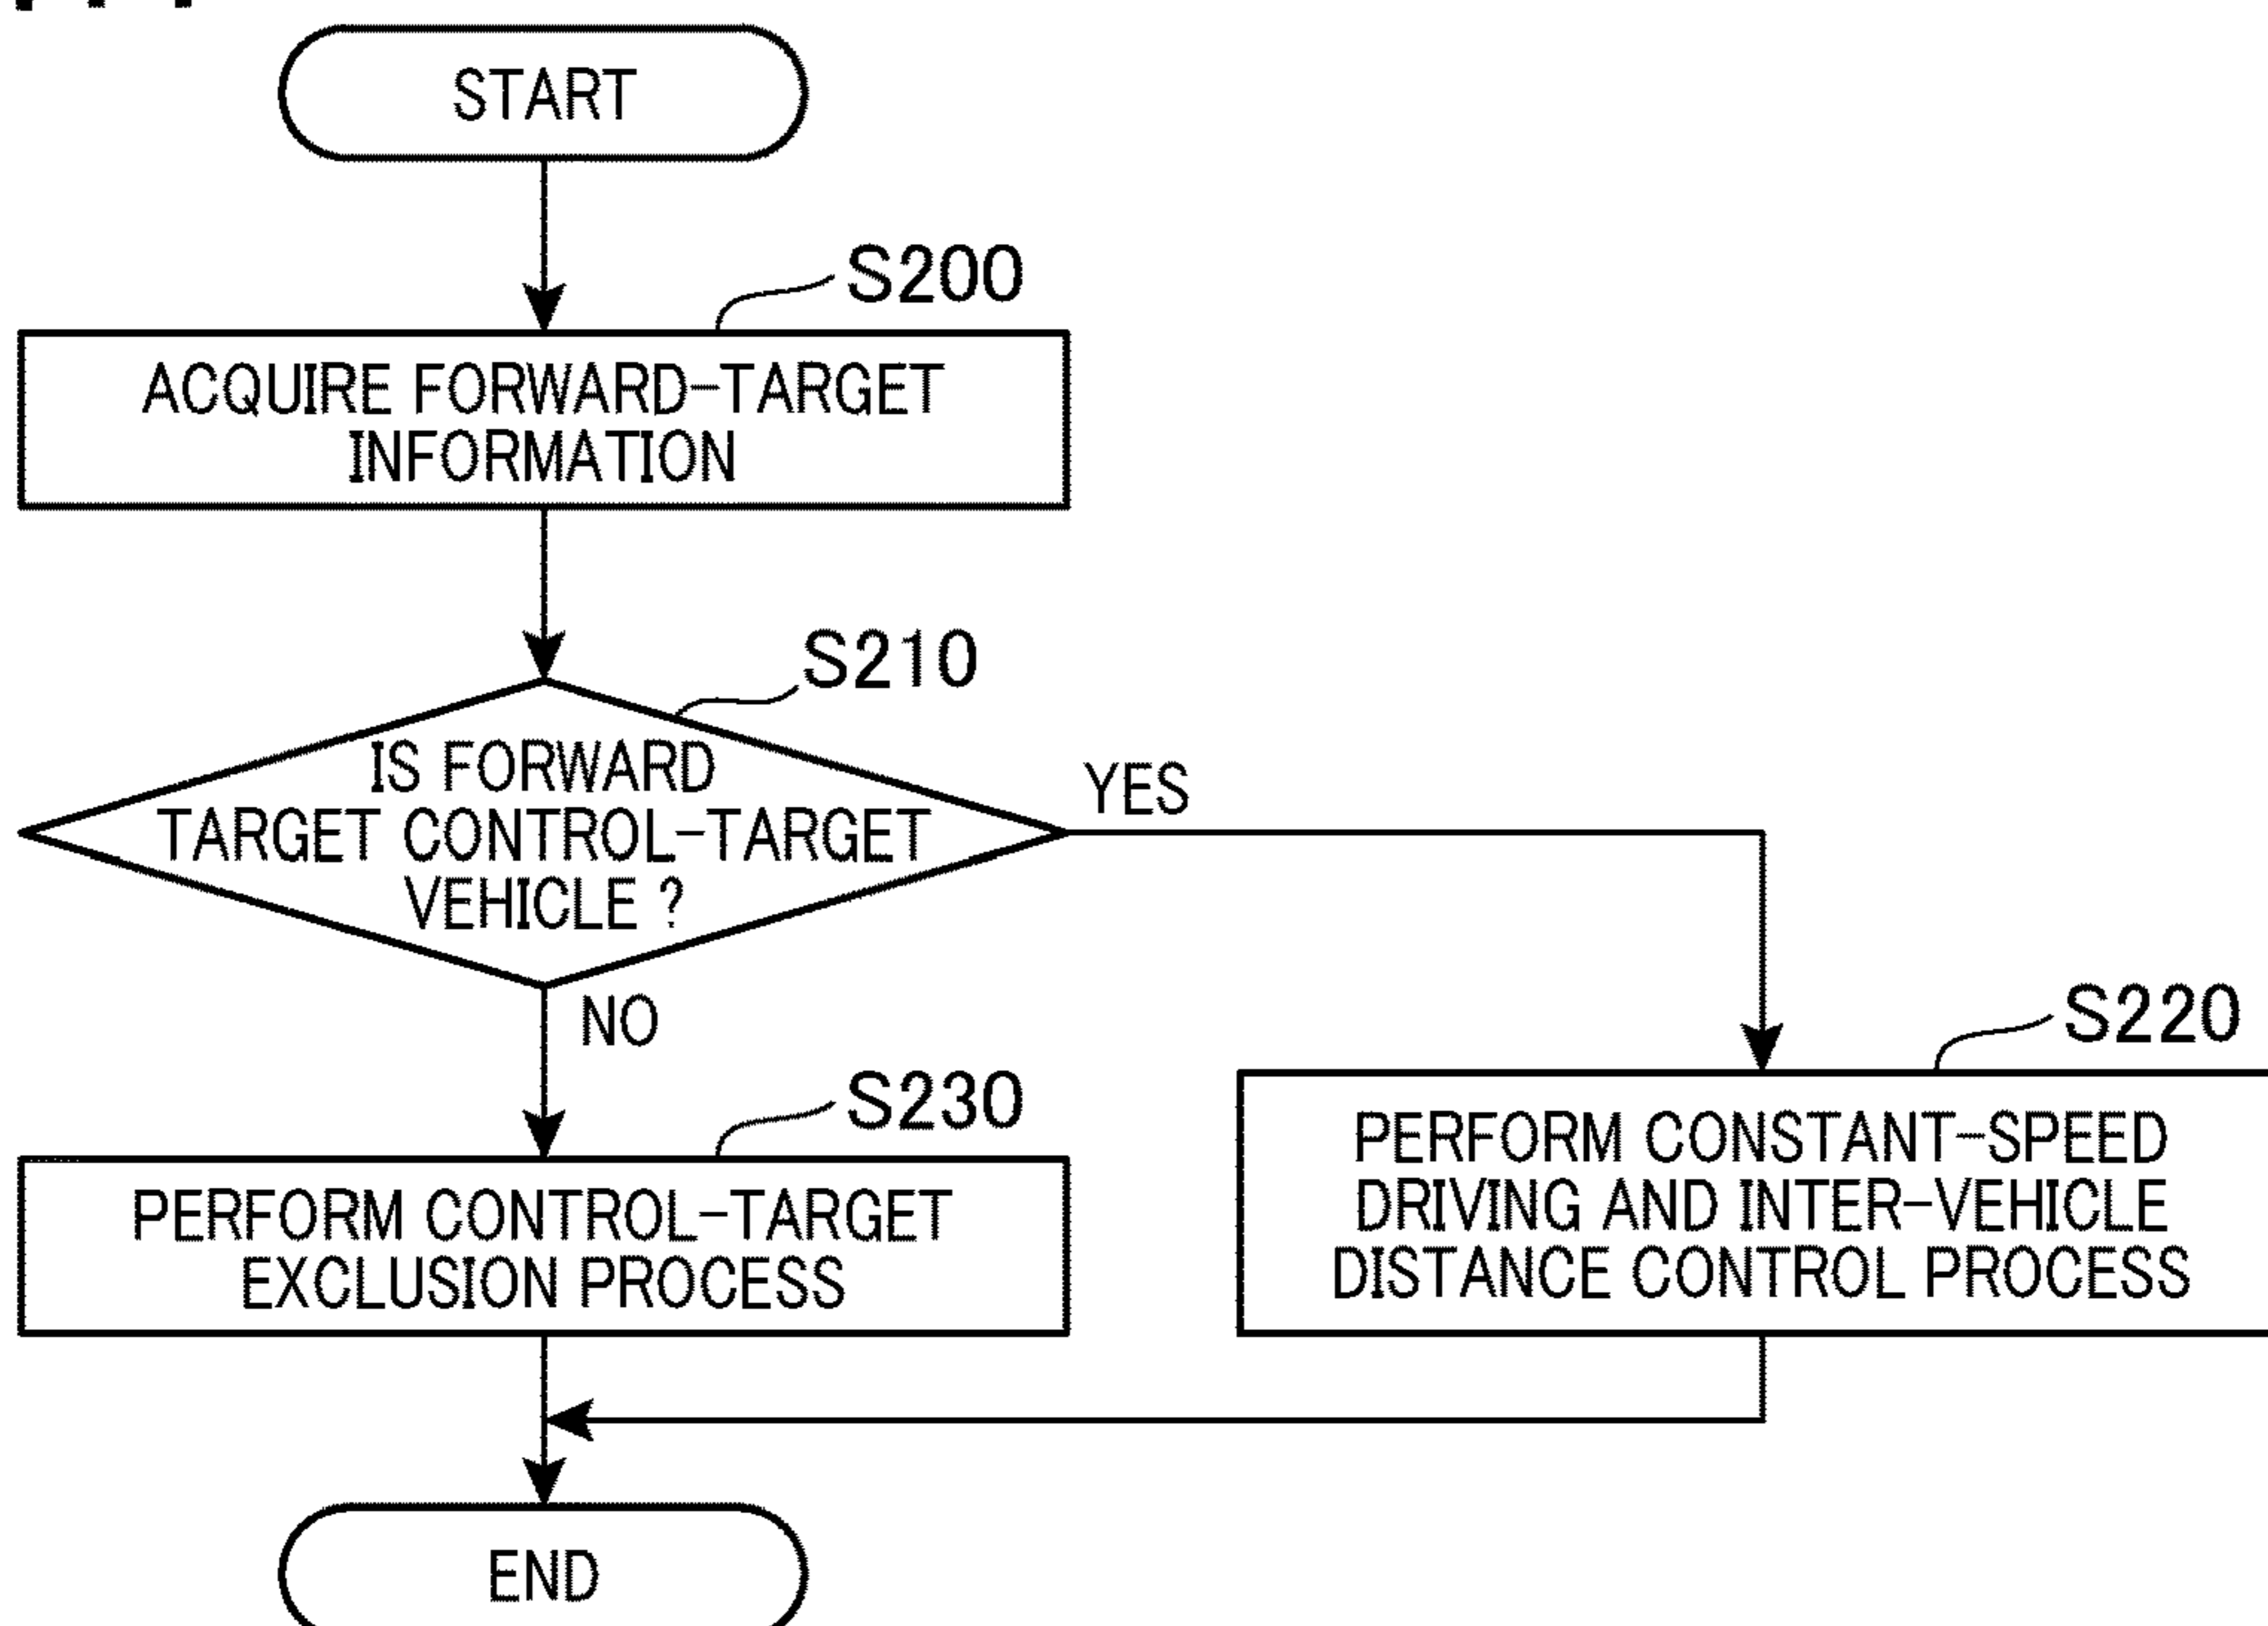 START
S200
ACQUIRE FORWARD-TARGET
INFORMATION
S210
IS FORWARD
TARGET CONTROL-TARGET
VEHICLE ?
YES
NO
S220
PERFORM CONSTANT-SPEED
DRIVING AND INTER-VEHICLE
DISTANCE CONTROL PROCESS
S230
PERFORM CONTROL-TARGET
EXCLUSION PROCESS
END